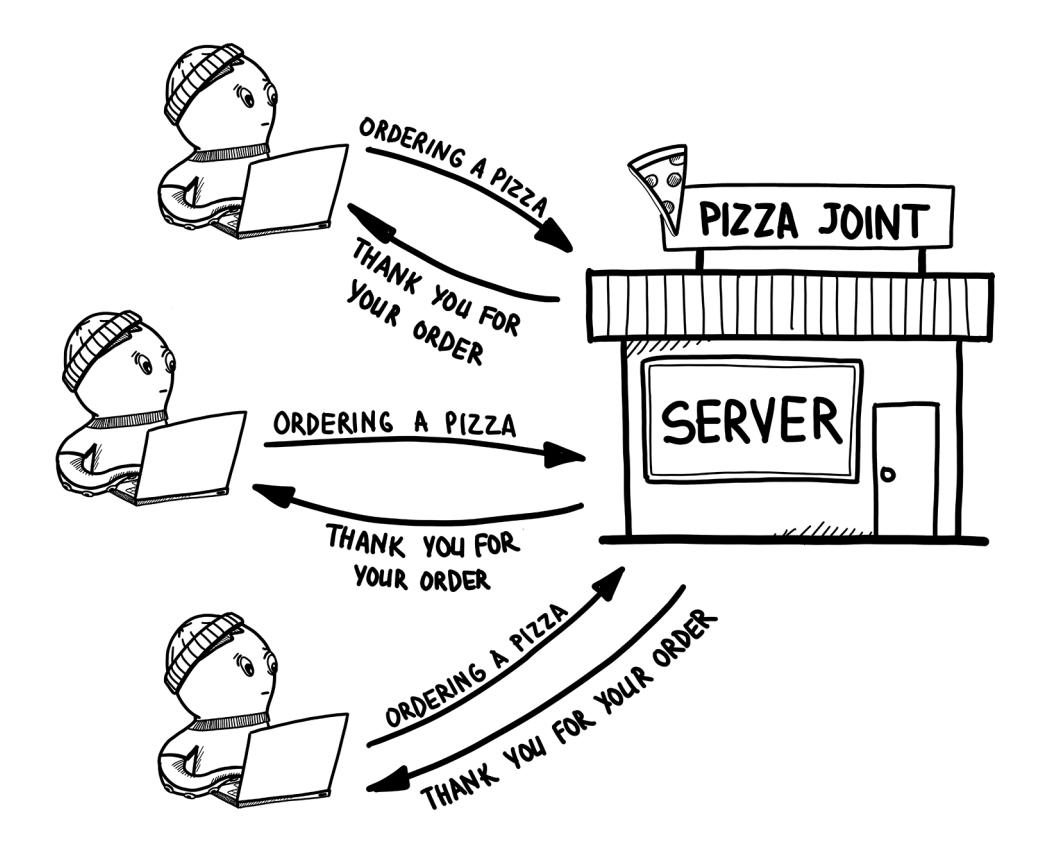 ORDERING A PIZZA
THANK YOU FOR
YOUR ORDER
PIZZA JOINT
SERVER
ORDERING A PIZZA
THANK YOU FOR
YOUR ORDER
ORDERING A PIZZA
THANK YOU FOR YOUR ORDER